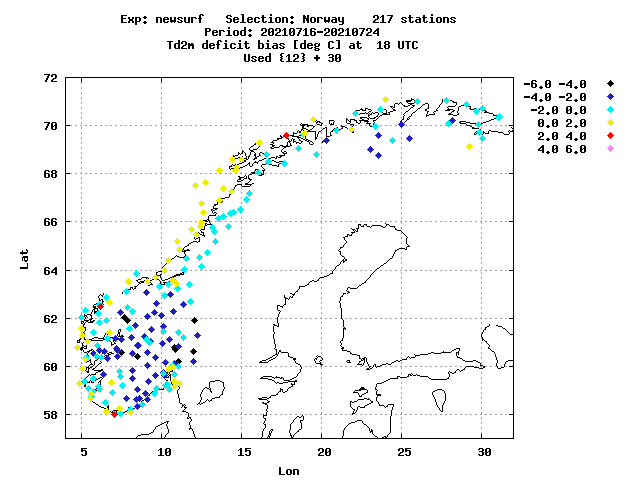 Exp: newsurf   Selection: Norway    217 stations
Period: 20210716-20210724
Td2m deficit bias [deg C] at  18 UTC
Used {12} + 30
-6.0 -4.0
-4.0 -2.0
-2.0 0.0
0.0 2.0
2.0 4.0
4.0 6.0
72
70
68
66
64
62
60
58
Lat
5 10 15 20 25 30
Lon